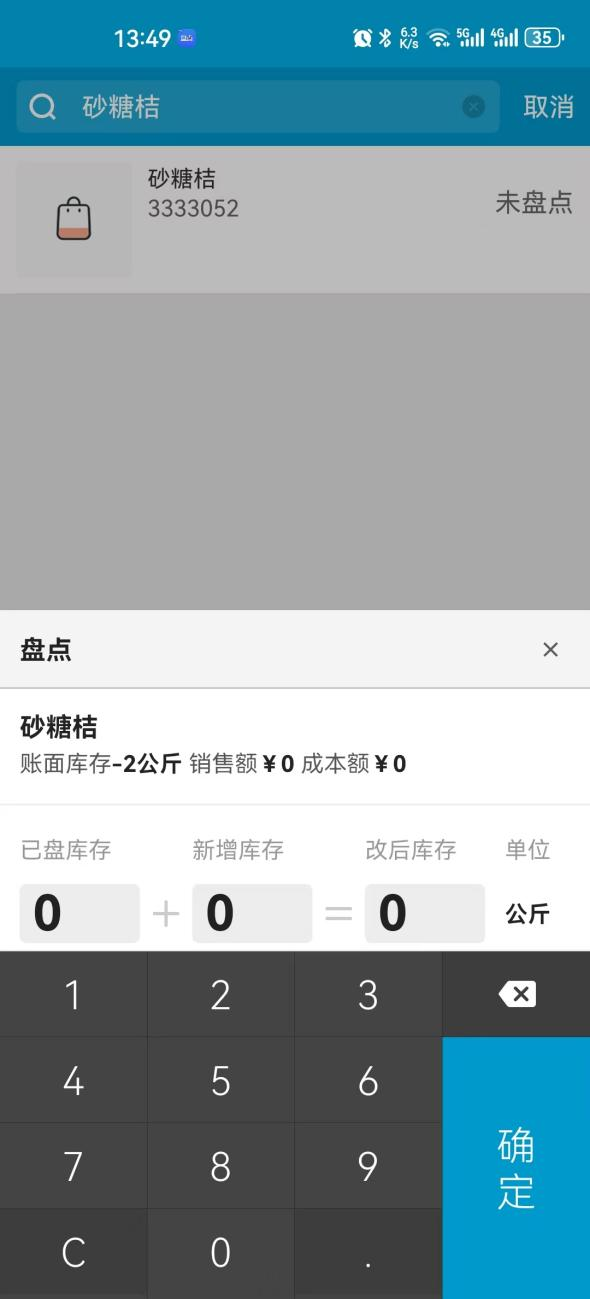 13:49 6.3 K/s 5G 4G 35
砂糖桔 取消
砂糖桔
3333052
未盘点
盘点
砂糖桔
账面库存-2公斤 销售额￥0 成本额￥0
已盘库存 新增库存 改后库存 单位
0 + 0 = 0 公斤
1 2 3
4 5 6
7 8 9
C 0 .
确定